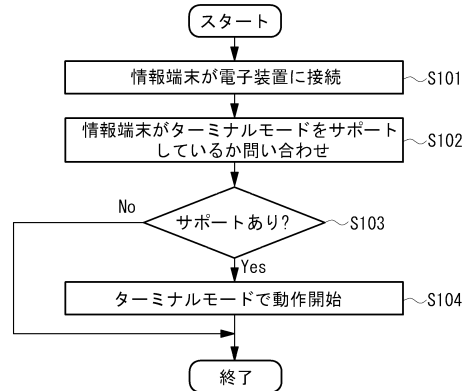 スタート
情報端末が電子装置に接続
S101
情報端末がターミナルモードをサポート
しているか問い合わせ
S102
No
サポートあり?
S103
Yes
ターミナルモードで動作開始
S104
終了